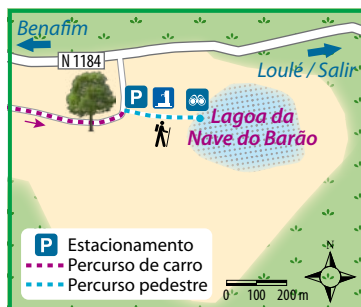 Benafim
N 1184
Loulé / Salir
P
Lagoa da
Nave do Barão
P Estacionamento
Percurso de carro
Percurso pedestre
N
0 100 200 m